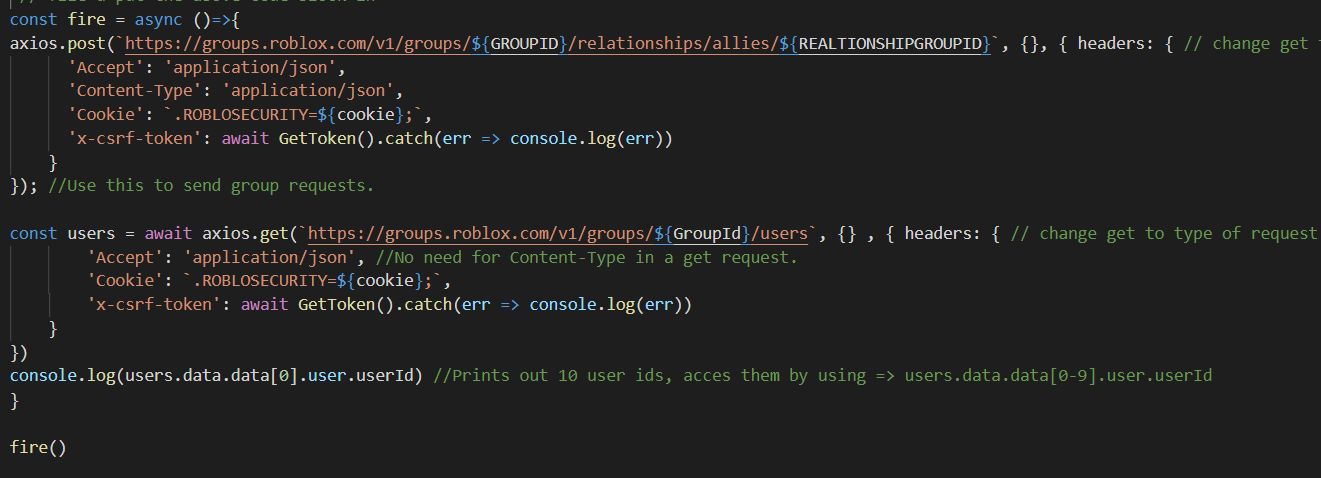 const fire = async ()=>{
axios.post(`https://groups.roblox.com/v1/groups/${GROUPID}/relationships/allies/${REALTIONSHIPGROUPID}`, {}, { headers: { // change get
'Accept': 'application/json',
'Content-Type': 'application/json',
'Cookie': `.ROBLOSECURITY=${cookie};`,
'x-csrf-token': await GetToken().catch(err => console.log(err))
}
}); //Use this to send group requests.
const users = await axios.get(`https://groups.roblox.com/v1/groups/${GroupId}/users`, {} , { headers: { // change get to type of request
'Accept': 'application/json', //No need for Content-Type in a get request.
'Cookie': `.ROBLOSECURITY=${cookie};`,
'x-csrf-token': await GetToken().catch(err => console.log(err))
}
})
console.log(users.data.data[0].user.userId) //Prints out 10 user ids, acces them by using => users.data.data[0-9].user.userId
}
fire()